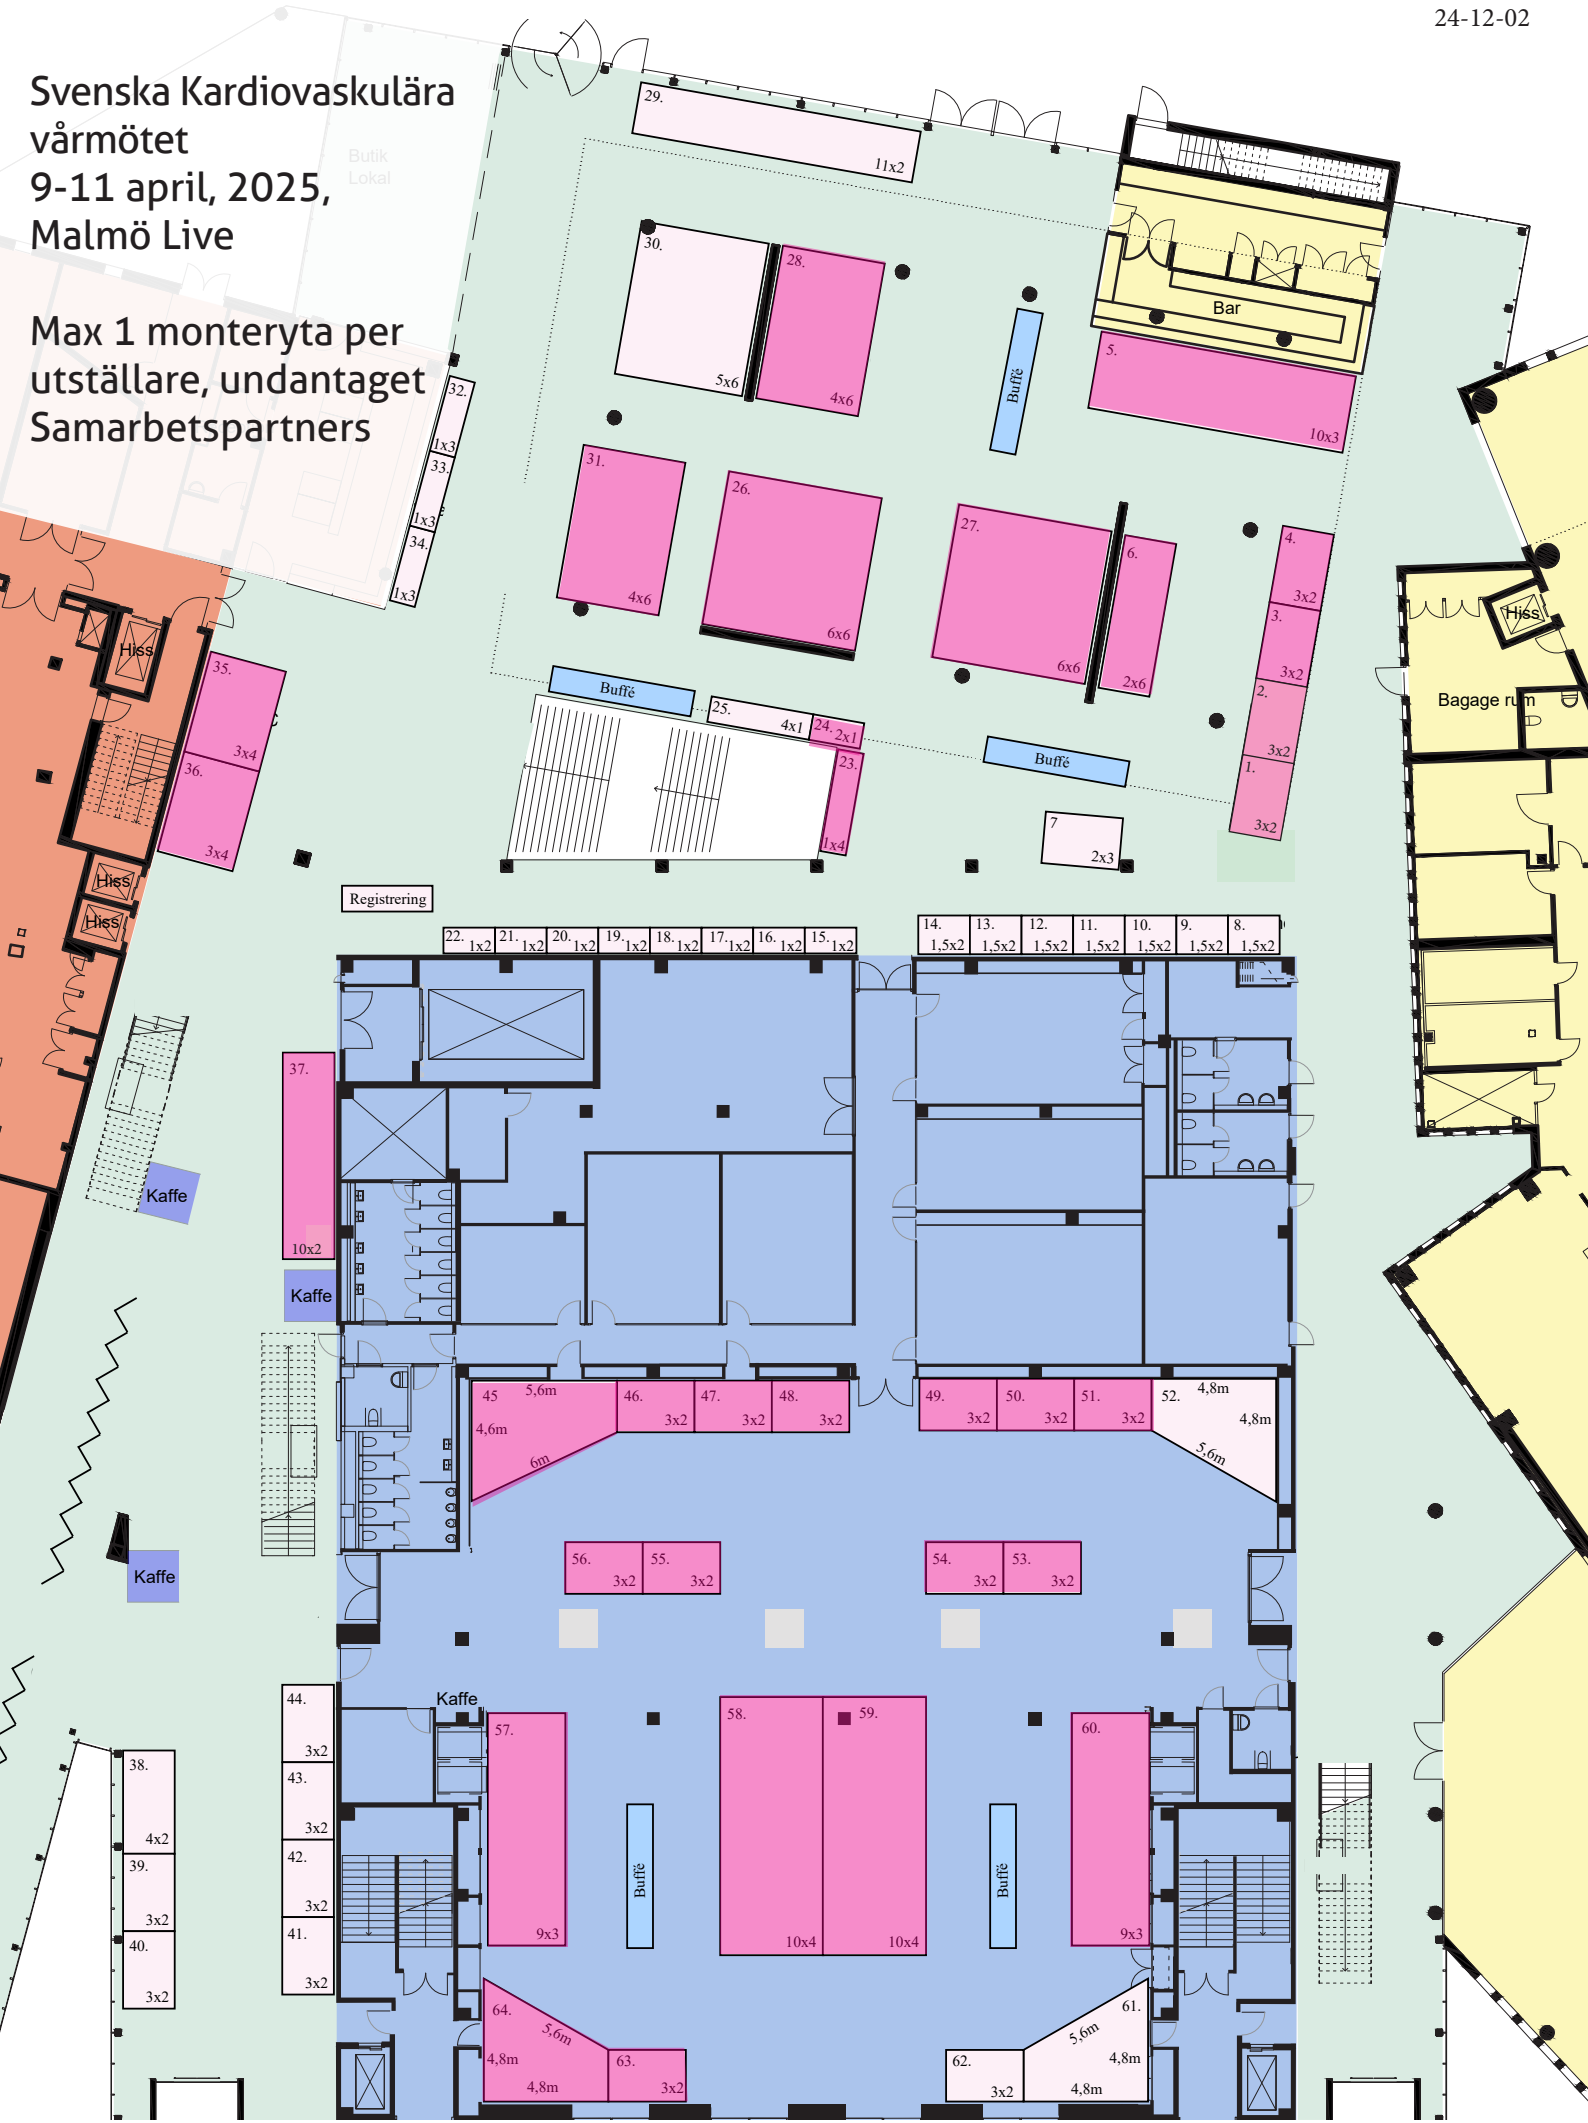 24-12-02
Svenska Kardiovaskulära
vårmötet
9-11 april, 2025,
Malmö Live
Max 1 monteryta per
utställare, undantaget
Samarbetspartners
Butik
Lokal
29.
11x2
30.
5x6
28.
4x6
Buffé
Bar
5.
10x3
32.
1x3
33.
1x3
34.
1x3
31.
4x6
26.
6x6
27.
6x6
6.
2x6
4.
3x2
3.
3x2
2.
3x2
1.
3x2
Hiss
Hiss
Bagage rum
35.
3x4
36.
3x4
Buffé
25.
4x1
24.
2x1
23.
1x4
Buffé
7
2x3
Hiss
Hiss
Registrering
22.
1x2
21.
1x2
20.
1x2
19.
1x2
18.
1x2
17.
1x2
16.
1x2
15.
1x2
14.
1,5x2
13.
1,5x2
12.
1,5x2
11.
1,5x2
10.
1,5x2
9.
1,5x2
8.
1,5x2
37.
10x2
Kaffe
Kaffe
45
5,6m
4,6m
6m
46.
3x2
47.
3x2
48.
3x2
49.
3x2
50.
3x2
51.
3x2
52.
4,8m
4,8m
5,6m
56.
3x2
55.
3x2
54.
3x2
53.
3x2
Kaffe
Kaffe
44.
3x2
43.
3x2
42.
3x2
41.
3x2
38.
4x2
39.
3x2
40.
3x2
57.
9x3
Buffé
58.
10x4
59.
10x4
Buffé
60.
9x3
64.
5,6m
4,8m
4,8m
63.
3x2
62.
3x2
61.
5,6m
4,8m
4,8m